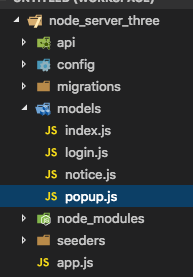 node_server_three
api
config
migrations
models
JS index.js
JS login.js
JS notice.js
JS popup.js
node_modules
seeders
JS app.js